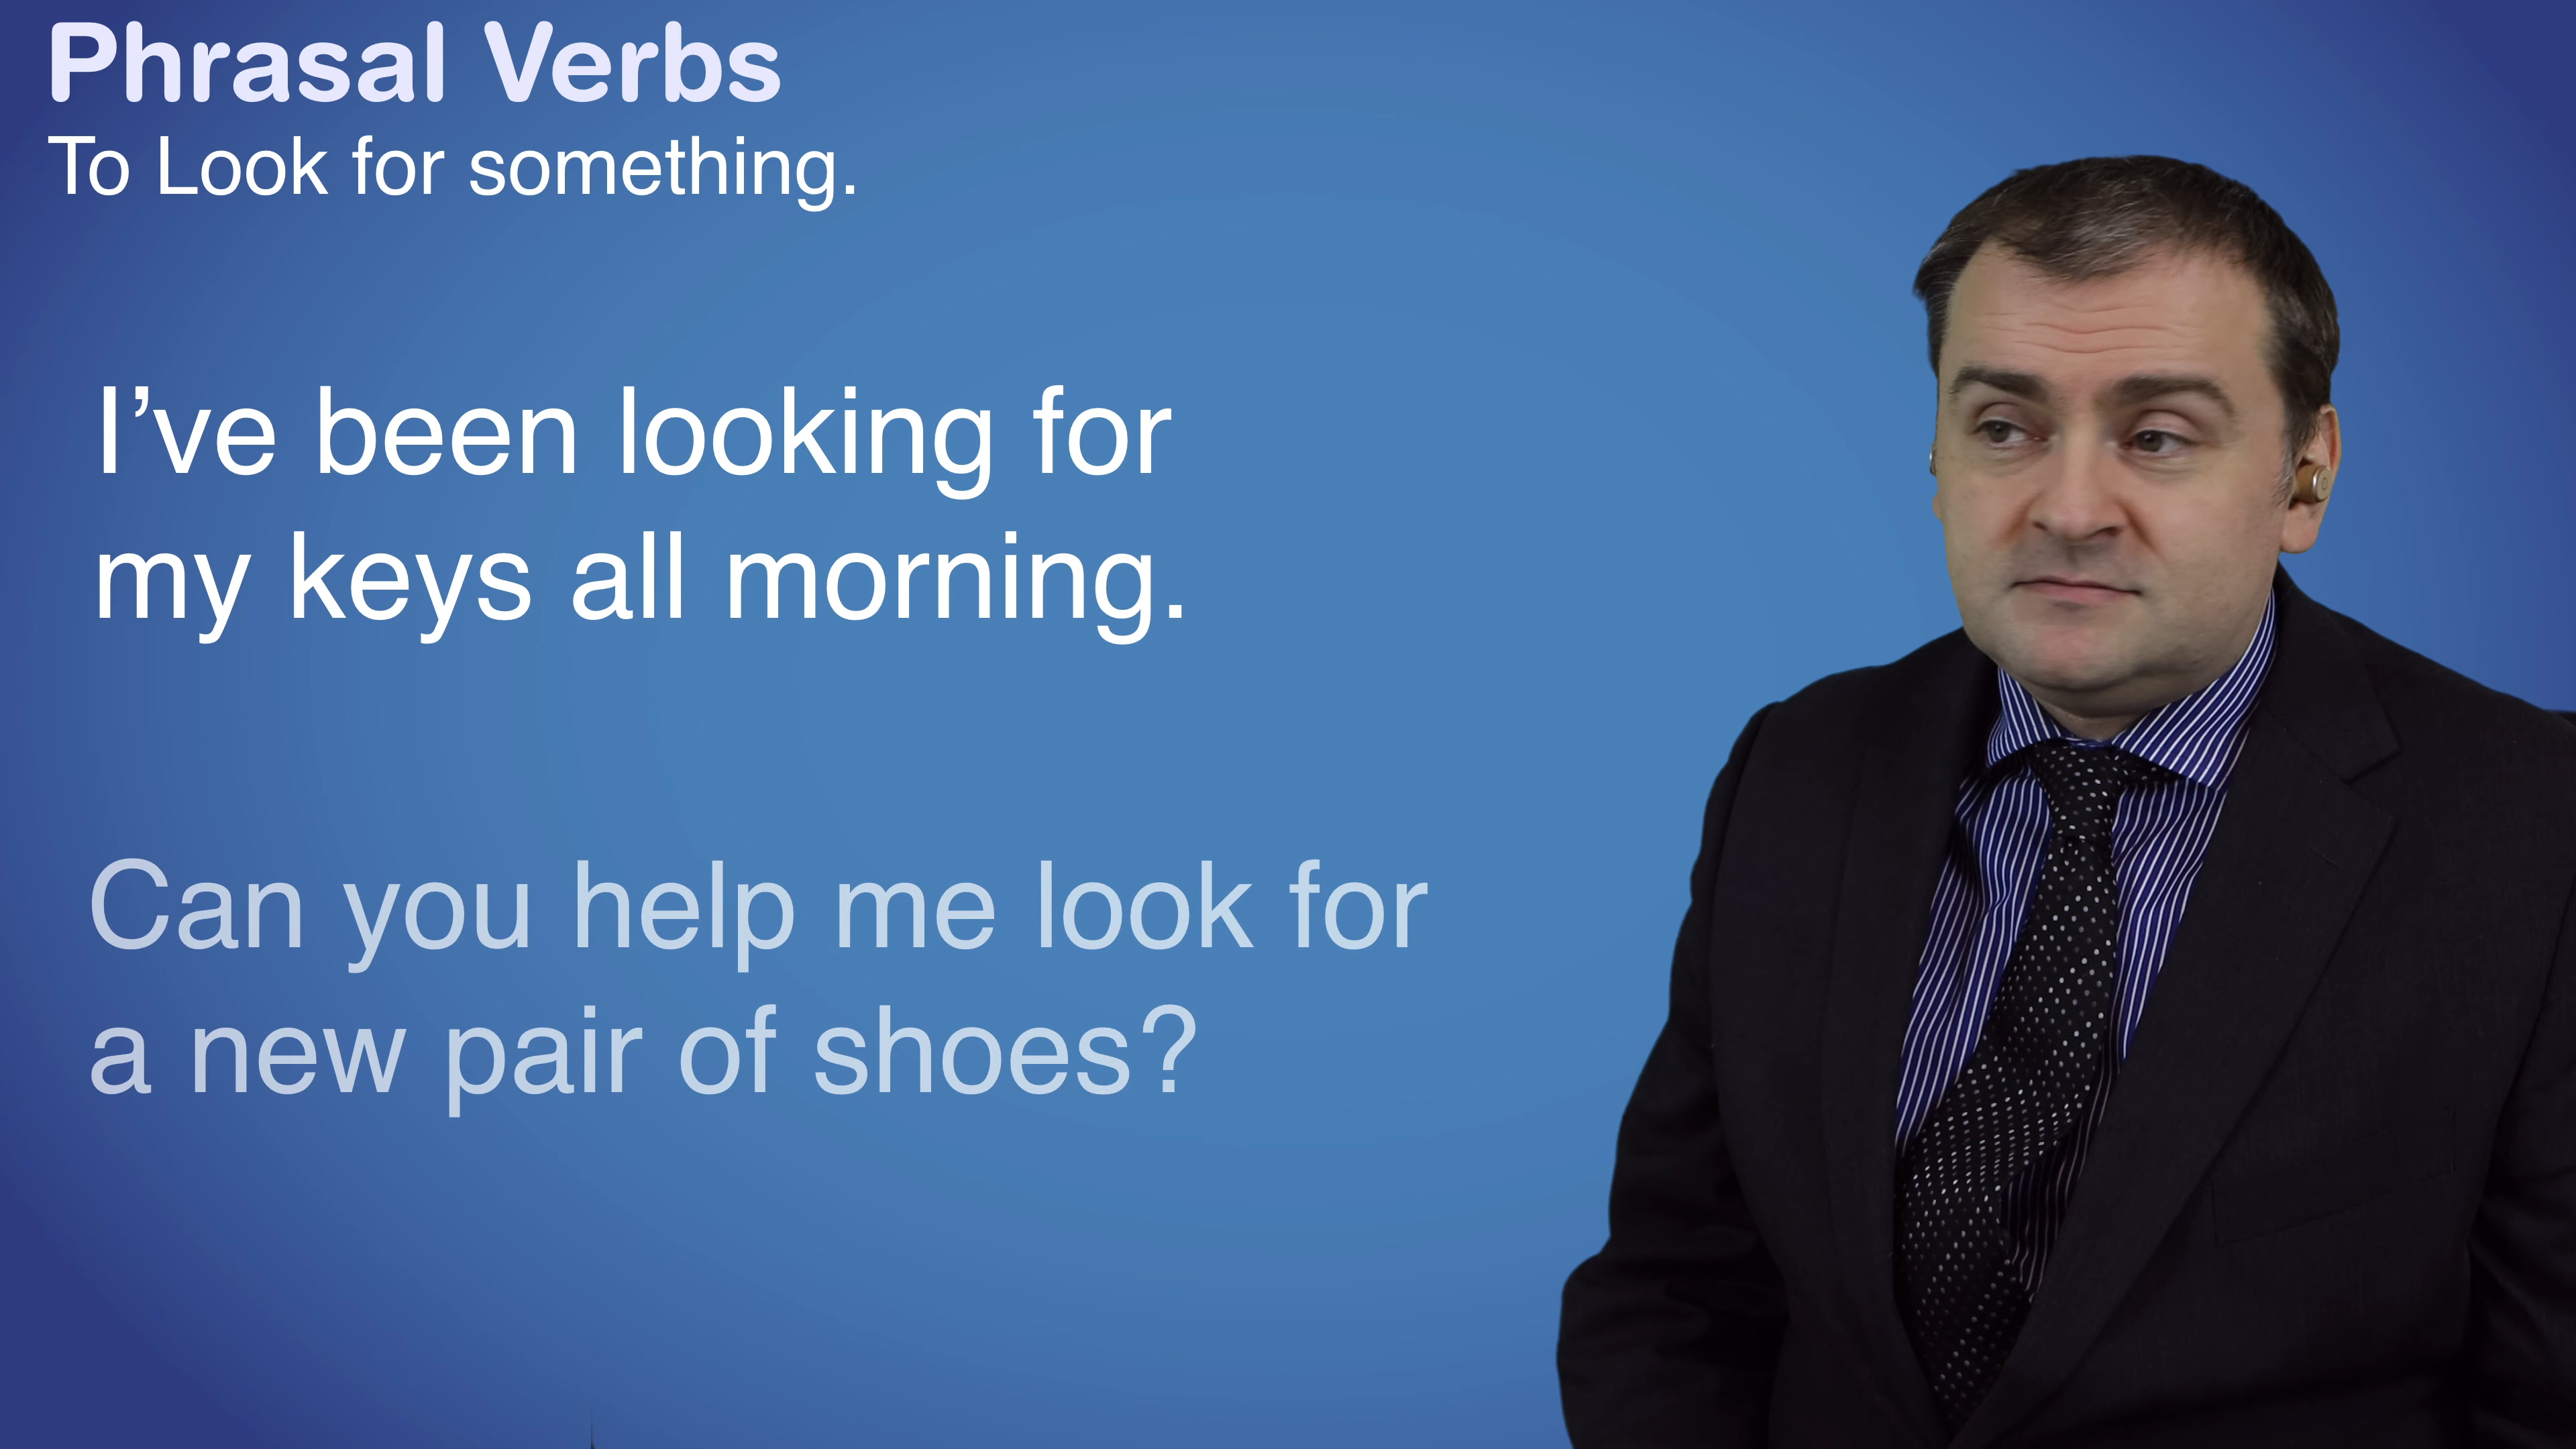 Phrasal Verbs
To Look for something.
I’ve been looking for
my keys all morning.
Can you help me look for
a new pair of shoes?